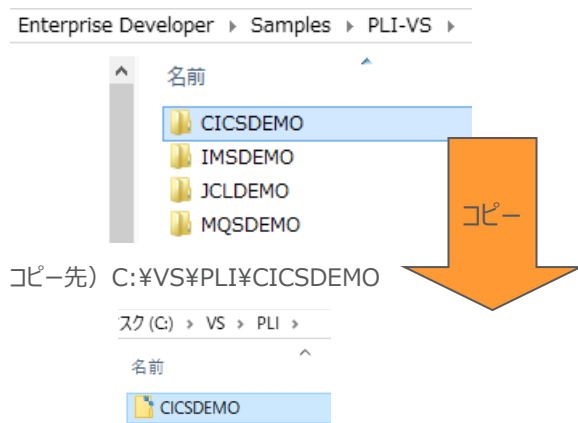 Enterprise Developer ▸ Samples ▸ PLI-VS ▸
名前
CICSDEMO
IMSDEMO
JCLDEMO
MQSDEMO
コピー
コピー先）C:¥VS¥PLI¥CICSDEMO
スク (C:) > VS > PLI >
名前
CICSDEMO